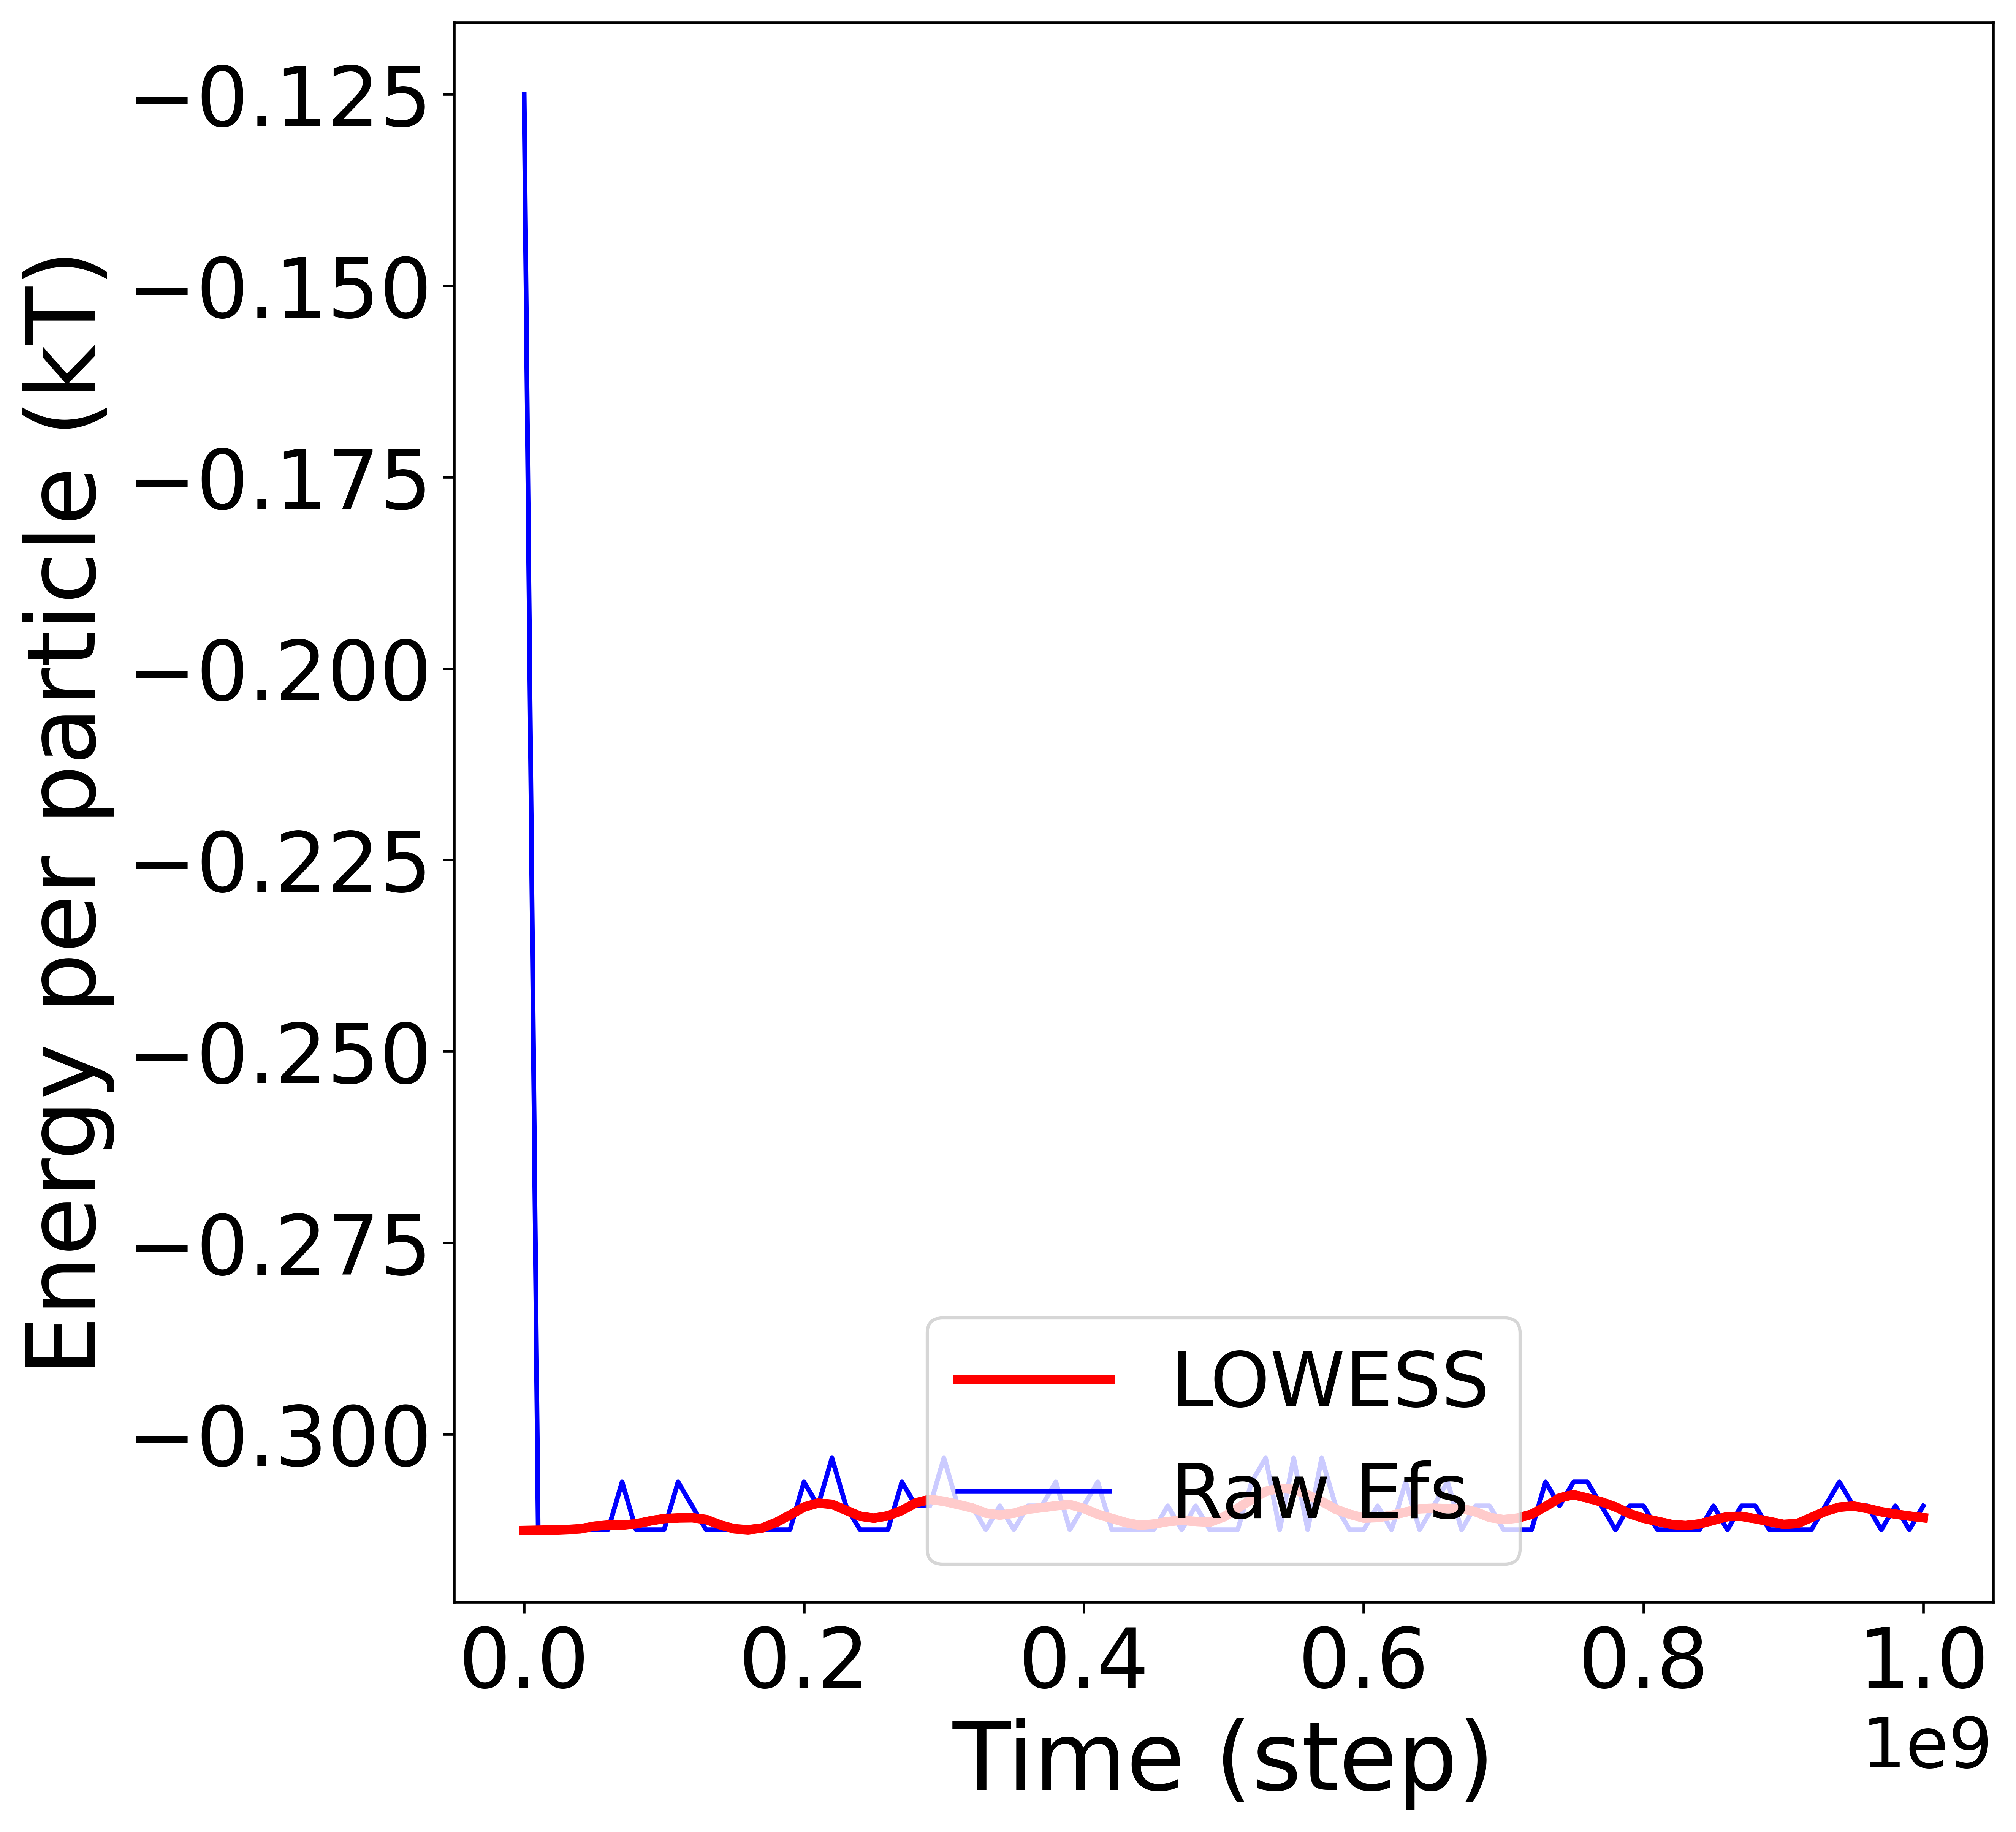 Energy per particle (kT)
−0.125
−0.150
−0.175
−0.200
−0.225
−0.250
−0.275
−0.300
LOWESS
Raw Efs
0.0 0.2 0.4 0.6 0.8 1.0
1e9
Time (step)